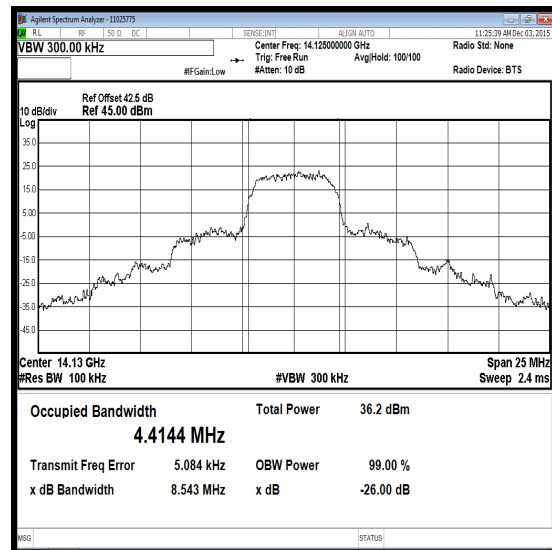 Agilent Spectrum Analyzer - 11025775
RL RF 50 Ω DC SENSE:INT ALIGN AUTO 11:25:39 AM Dec 03, 2015
VBW 300.00 kHz
Center Freq: 14.125000000 GHz
Radio Std: None
Trig: Free Run Avg|Hold: 100/100
#IFGain:Low #Atten: 10 dB Radio Device: BTS
Ref Offset 42.5 dB
10 dB/div Ref 45.00 dBm
Log
35.0
25.0
15.0
5.00
-5.00
-15.0
-25.0
-35.0
-45.0
Center 14.13 GHz Span 25 MHz
#Res BW 100 kHz #VBW 300 kHz Sweep 2.4 ms
Occupied Bandwidth Total Power 36.2 dBm
4.4144 MHz
Transmit Freq Error 5.084 kHz OBW Power 99.00 %
x dB Bandwidth 8.543 MHz x dB -26.00 dB
MSG STATUS